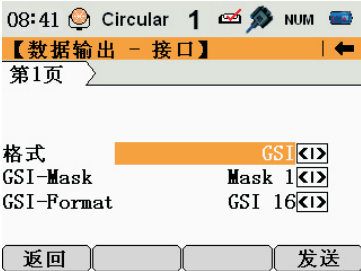 08:41 Circular 1 NUM
【数据输出 - 接口】
第1页
格式 GSI
GSI-Mask Mask 1
GSI-Format GSI 16
返回 发送